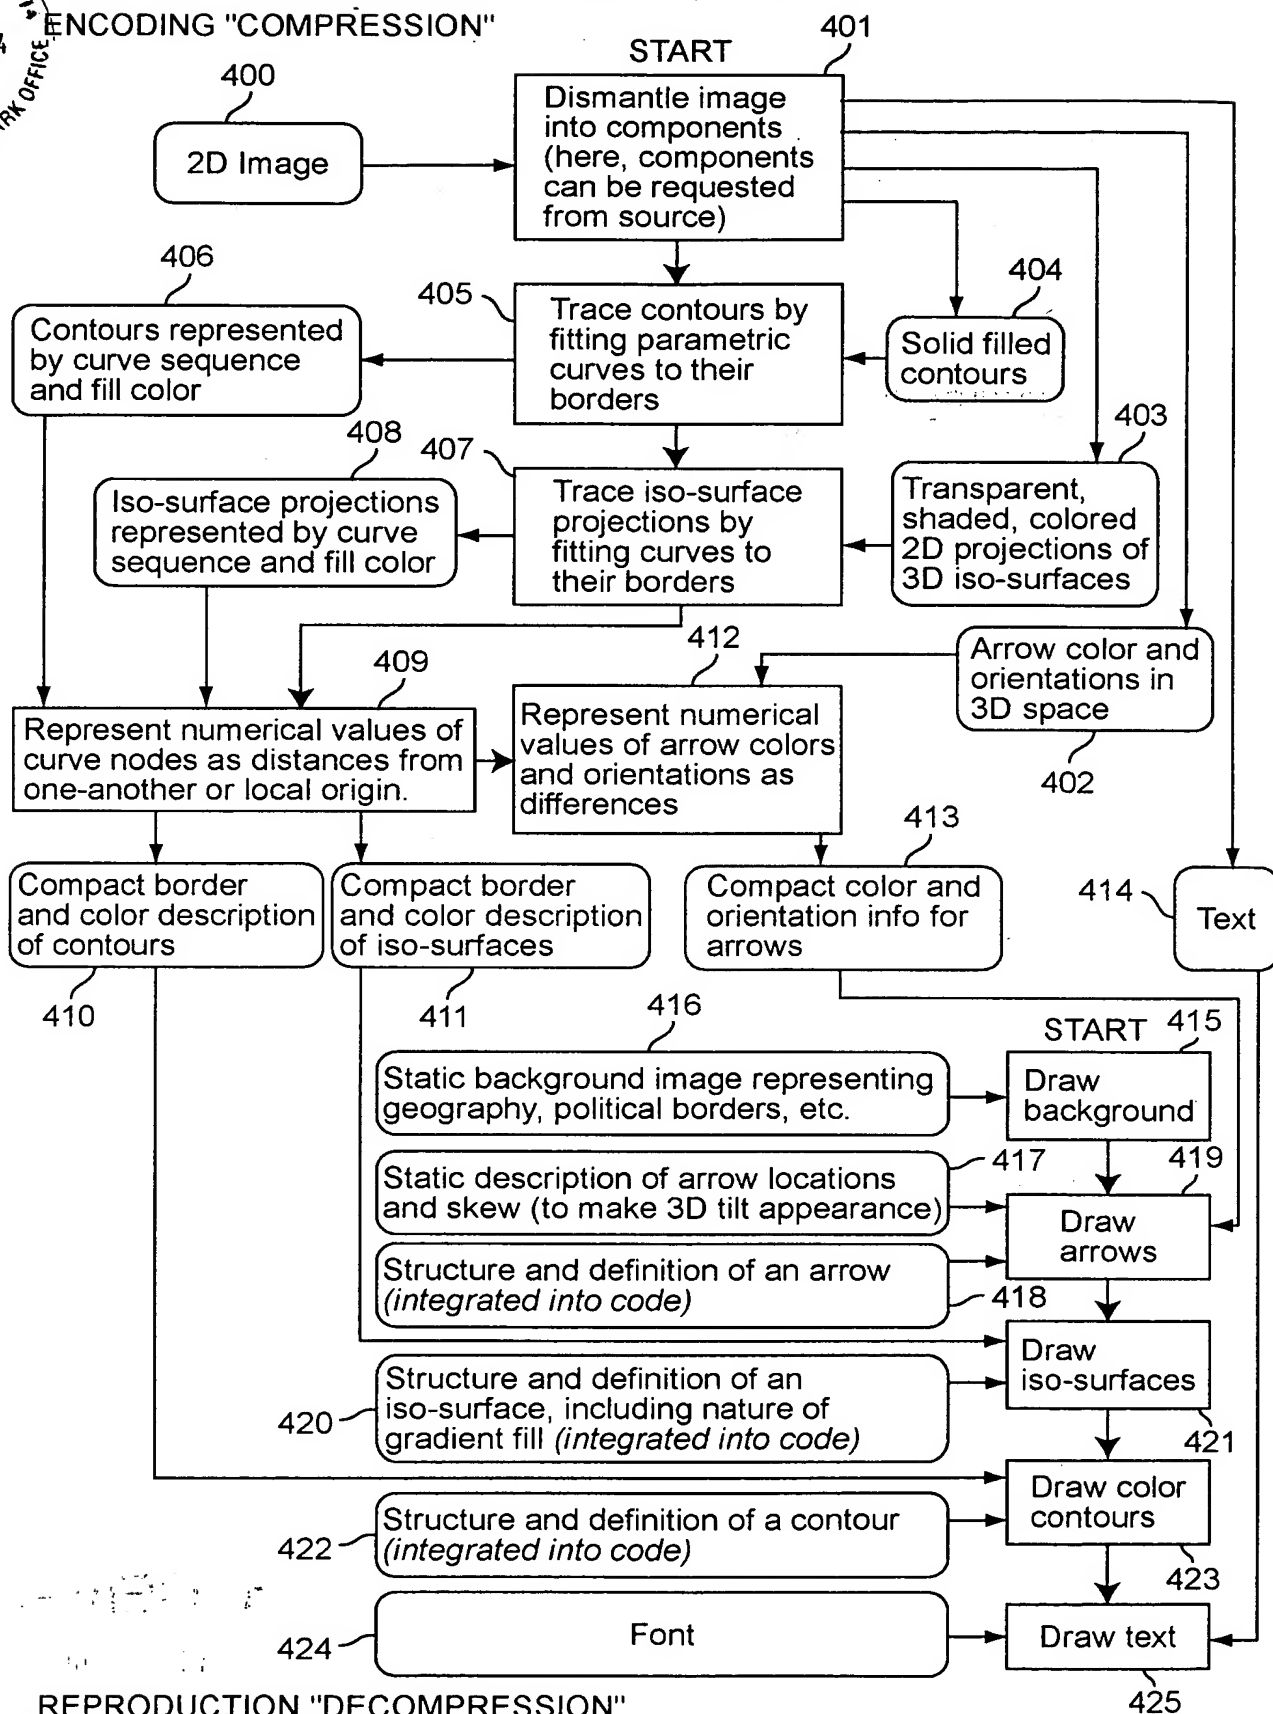 ENCODING "COMPRESSION"
RK OFFICE
START
401
400
2D Image
Dismantle image
into components
(here, components
can be requested
from source)
406
405
404
Contours represented
by curve sequence
and fill color
Trace contours by
fitting parametric
curves to their
borders
Solid filled
contours
408
407
403
Iso-surface projections
represented by curve
sequence and fill color
Trace iso-surface
projections by
fitting curves to
their borders
Transparent,
shaded, colored
2D projections of
3D iso-surfaces
409
412
Arrow color and
orientations in
3D space
402
Represent numerical values of
curve nodes as distances from
one-another or local origin.
Represent numerical
values of arrow colors
and orientations as
differences
413
Compact border
and color description
of contours
410
Compact border
and color description
of iso-surfaces
411
Compact color and
orientation info for
arrows
414
Text
416
START
415
Static background image representing
geography, political borders, etc.
Draw
background
417
419
Static description of arrow locations
and skew (to make 3D tilt appearance)
Draw
arrows
Structure and definition of an arrow
(integrated into code)
418
Draw
iso-surfaces
421
420
Structure and definition of an
iso-surface, including nature of
gradient fill (integrated into code)
Draw color
contours
423
422
Structure and definition of a contour
(integrated into code)
424
Font
Draw text
425
REPRODUCTION "DECOMPRESSION"